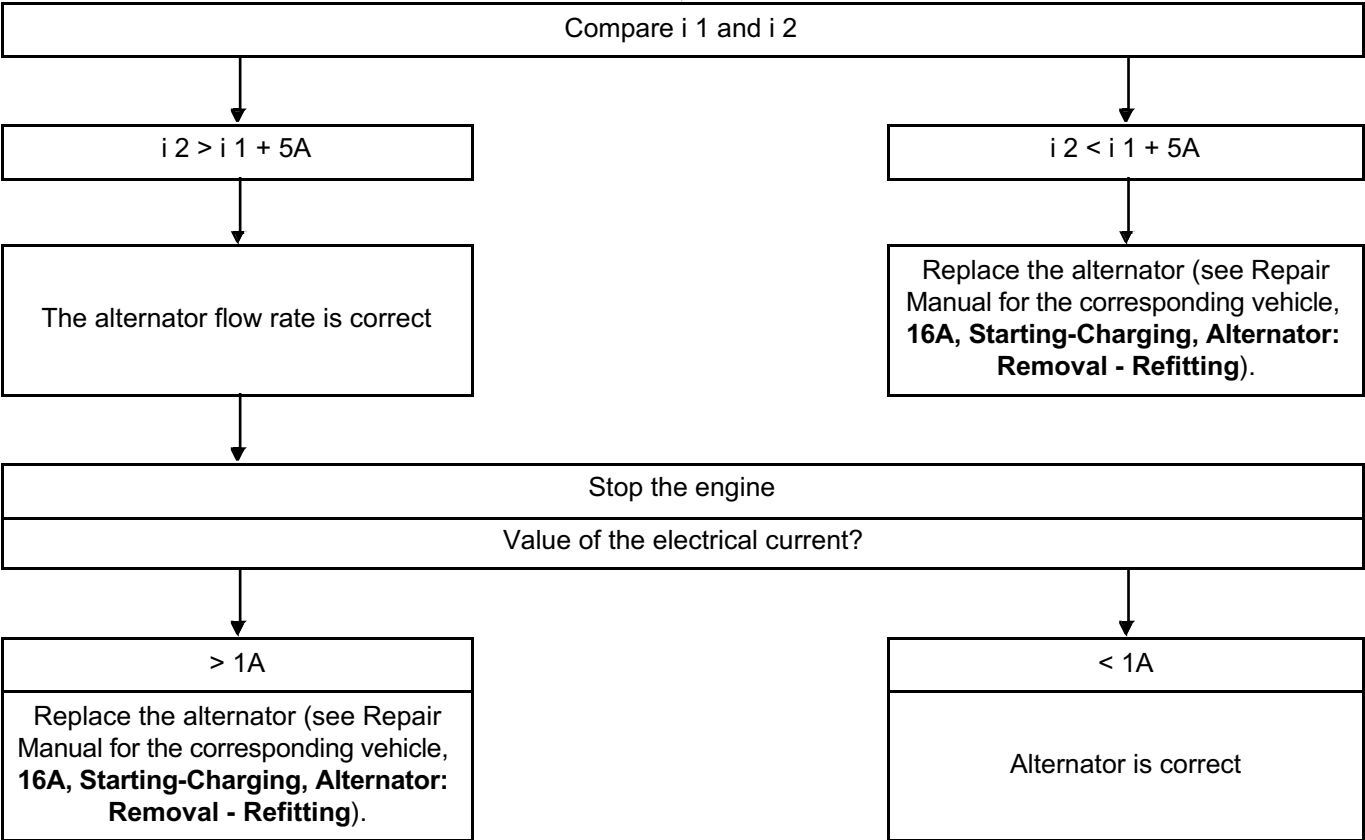 Compare i 1 and i 2
i 2 > i 1 + 5A
i 2 < i 1 + 5A
The alternator flow rate is correct
Replace the alternator (see Repair
Manual for the corresponding vehicle,
16A, Starting-Charging, Alternator:
Removal - Refitting).
Stop the engine
Value of the electrical current?
> 1A
Replace the alternator (see Repair
Manual for the corresponding vehicle,
16A, Starting-Charging, Alternator:
Removal - Refitting).
< 1A
Alternator is correct